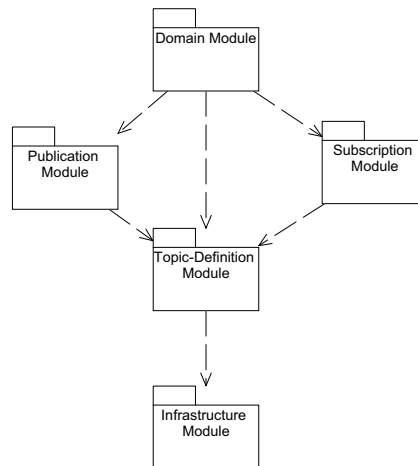 Domain Module
Publication
Module
Subscription
Module
Topic-Definition
Module
Infrastructure
Module